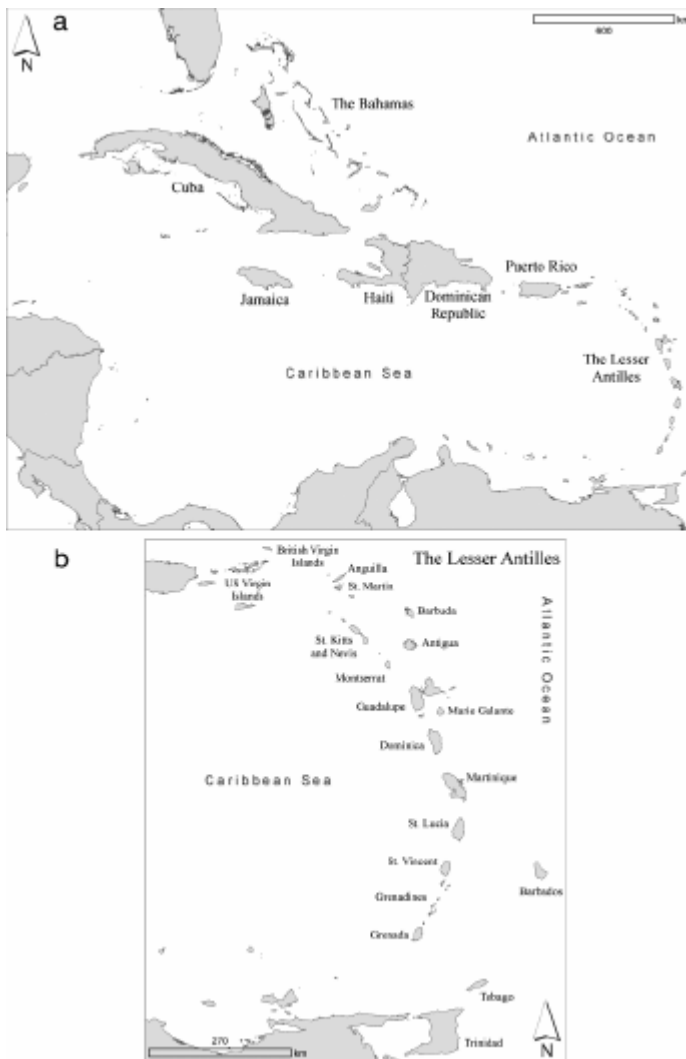 a
N
km
600
The Bahamas
Atlantic Ocean
Cuba
Puerto Rico
Jamaica
Haiti
Dominican
Republic
The Lesser
Antilles
Caribbean Sea
b
British Virgin
Islands
The Lesser Antilles
Anguilla
St. Martin
US Virgin
Islands
Barbuda
Atlantic Ocean
St. Kitts
and Nevis
Antigua
Montserrat
Guadalupe
Marie Galante
Dominica
Caribbean Sea
Martinique
St. Lucia
St. Vincent
Barbados
Grenadines
Grenada
Tobago
270
km
Trinidad
N